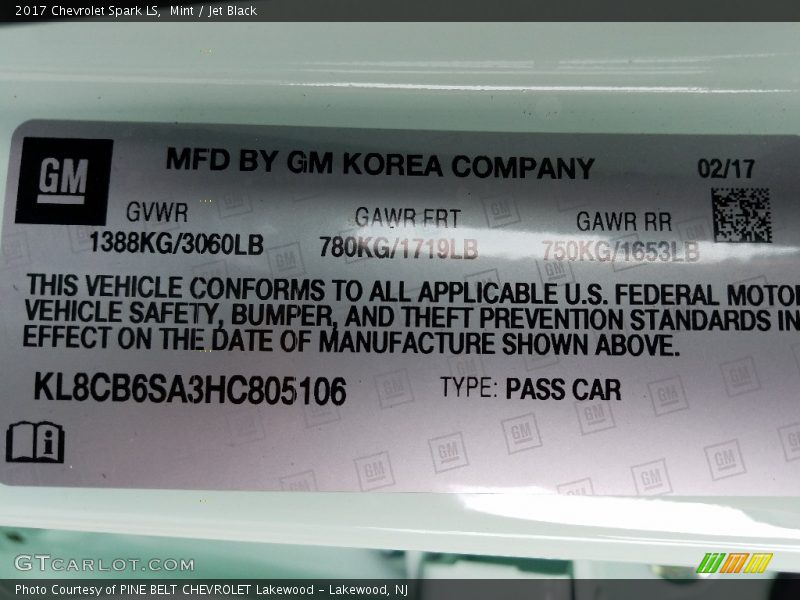 2017 Chevrolet Spark LS, Mint / Jet Black
GM
MFD BY GM KOREA COMPANY 02/17
GVWR GAWR FRT GAWR RR
1388KG/3060LB 780KG/1719LB 750KG/1653LB
THIS VEHICLE CONFORMS TO ALL APPLICABLE U.S. FEDERAL MOTOR
VEHICLE SAFETY, BUMPER, AND THEFT PREVENTION STANDARDS IN
EFFECT ON THE DATE OF MANUFACTURE SHOWN ABOVE.
KL8CB6SA3HC805106 TYPE: PASS CAR
GTCARLOT.COM
Photo Courtesy of PINE BELT CHEVROLET Lakewood - Lakewood, NJ